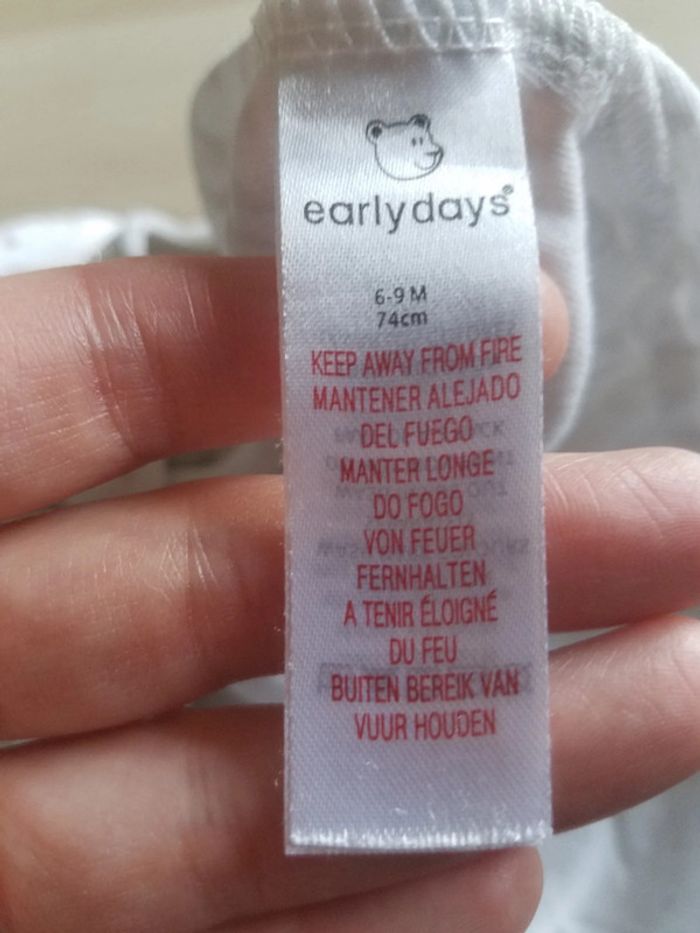 earlydays®
6-9 M
74cm
KEEP AWAY FROM FIRE
MANTENER ALEJADO
DEL FUEGO
MANTER LONGE
DO FOGO
VON FEUER
FERNHALTEN
A TENIR ÉLOIGNÉ
DU FEU
BUITEN BEREIK VAN
VUUR HOUDEN